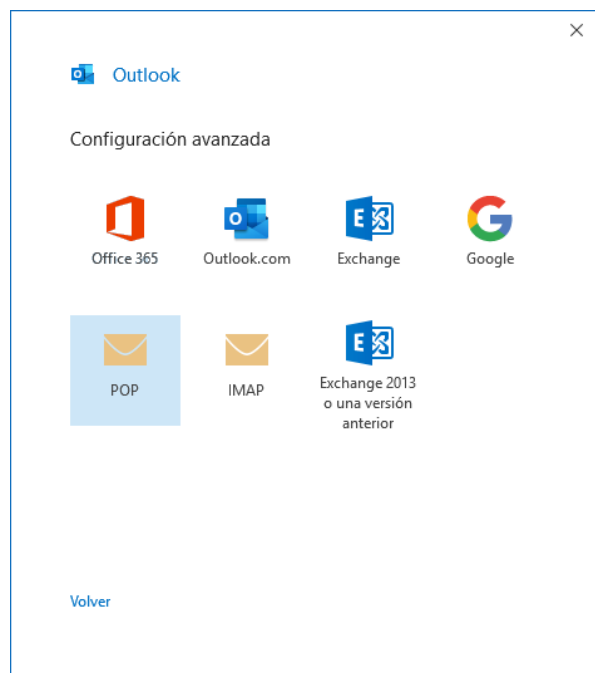 Outlook
Configuración avanzada
Office 365
Outlook.com
Exchange
Google
POP
IMAP
Exchange 2013
o una versión
anterior
Volver